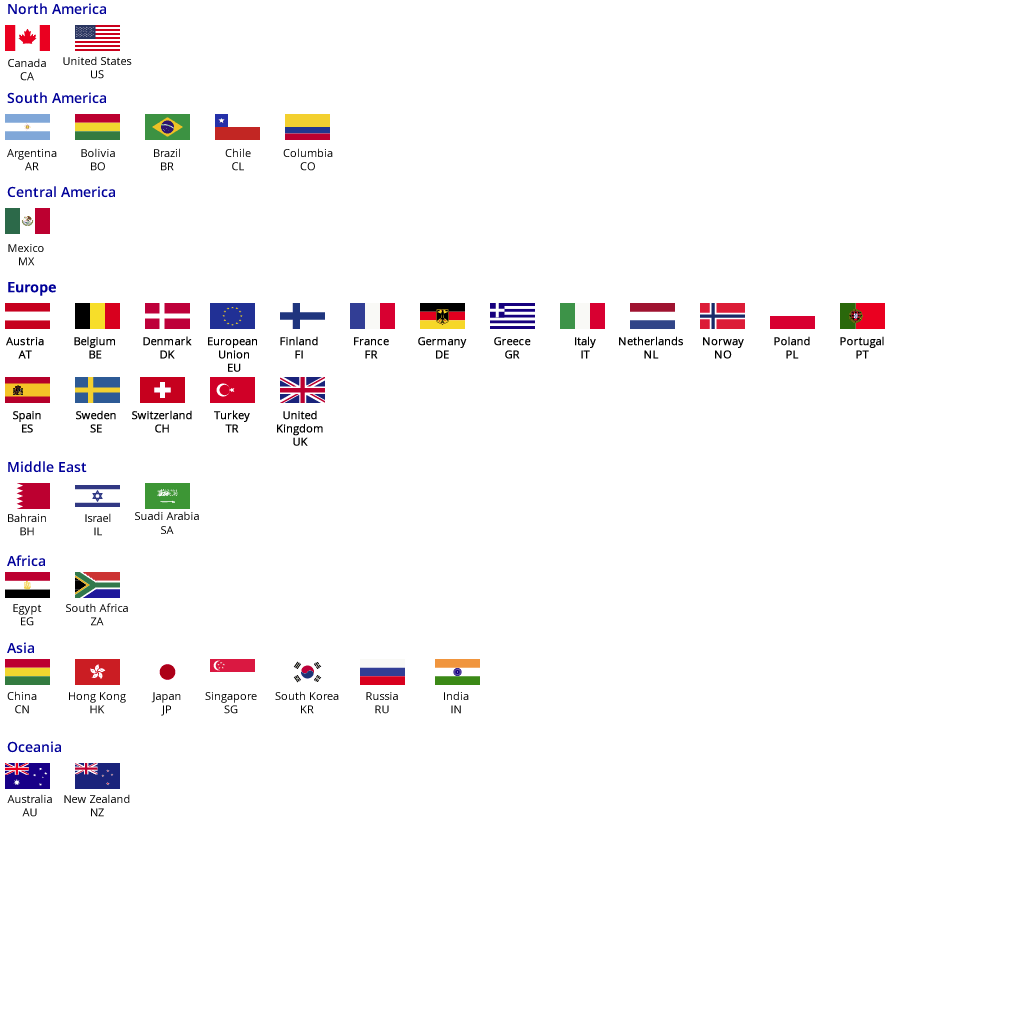 North America
Canada United States
CA US
South America
Argentina Bolivia Brazil Chile Columbia
AR BO BR CL CO
Central America
Mexico
MX
Europe
Austria Belgium Denmark European Finland France Germany Greece Italy Netherlands Norway Poland Portugal
AT BE DK Union FI FR DE GR IT NL NO PL PT
EU
Spain Sweden Switzerland Turkey United
ES SE CH TR Kingdom
UK
Middle East
Bahrain Israel Suadi Arabia
BH IL SA
Africa
Egypt South Africa
EG ZA
Asia
China Hong Kong Japan Singapore South Korea Russia India
CN HK JP SG KR RU IN
Oceania
Australia New Zealand
AU NZ